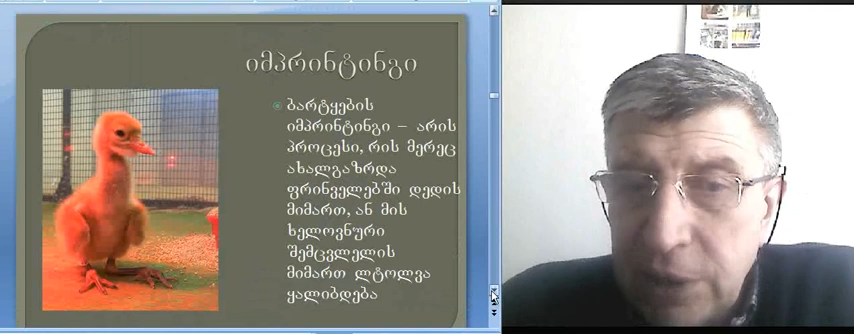 იმპრინტინგი
ბარტყების
იმპრინტინგი – არის
პროცესი, რის მერეც
ახალგაზრდა
ფრინველებში დედის
მიმართ, ან მის
ხელოვნური
შემცვლელის
მიმართ ლტოლვა
ყალიბდება